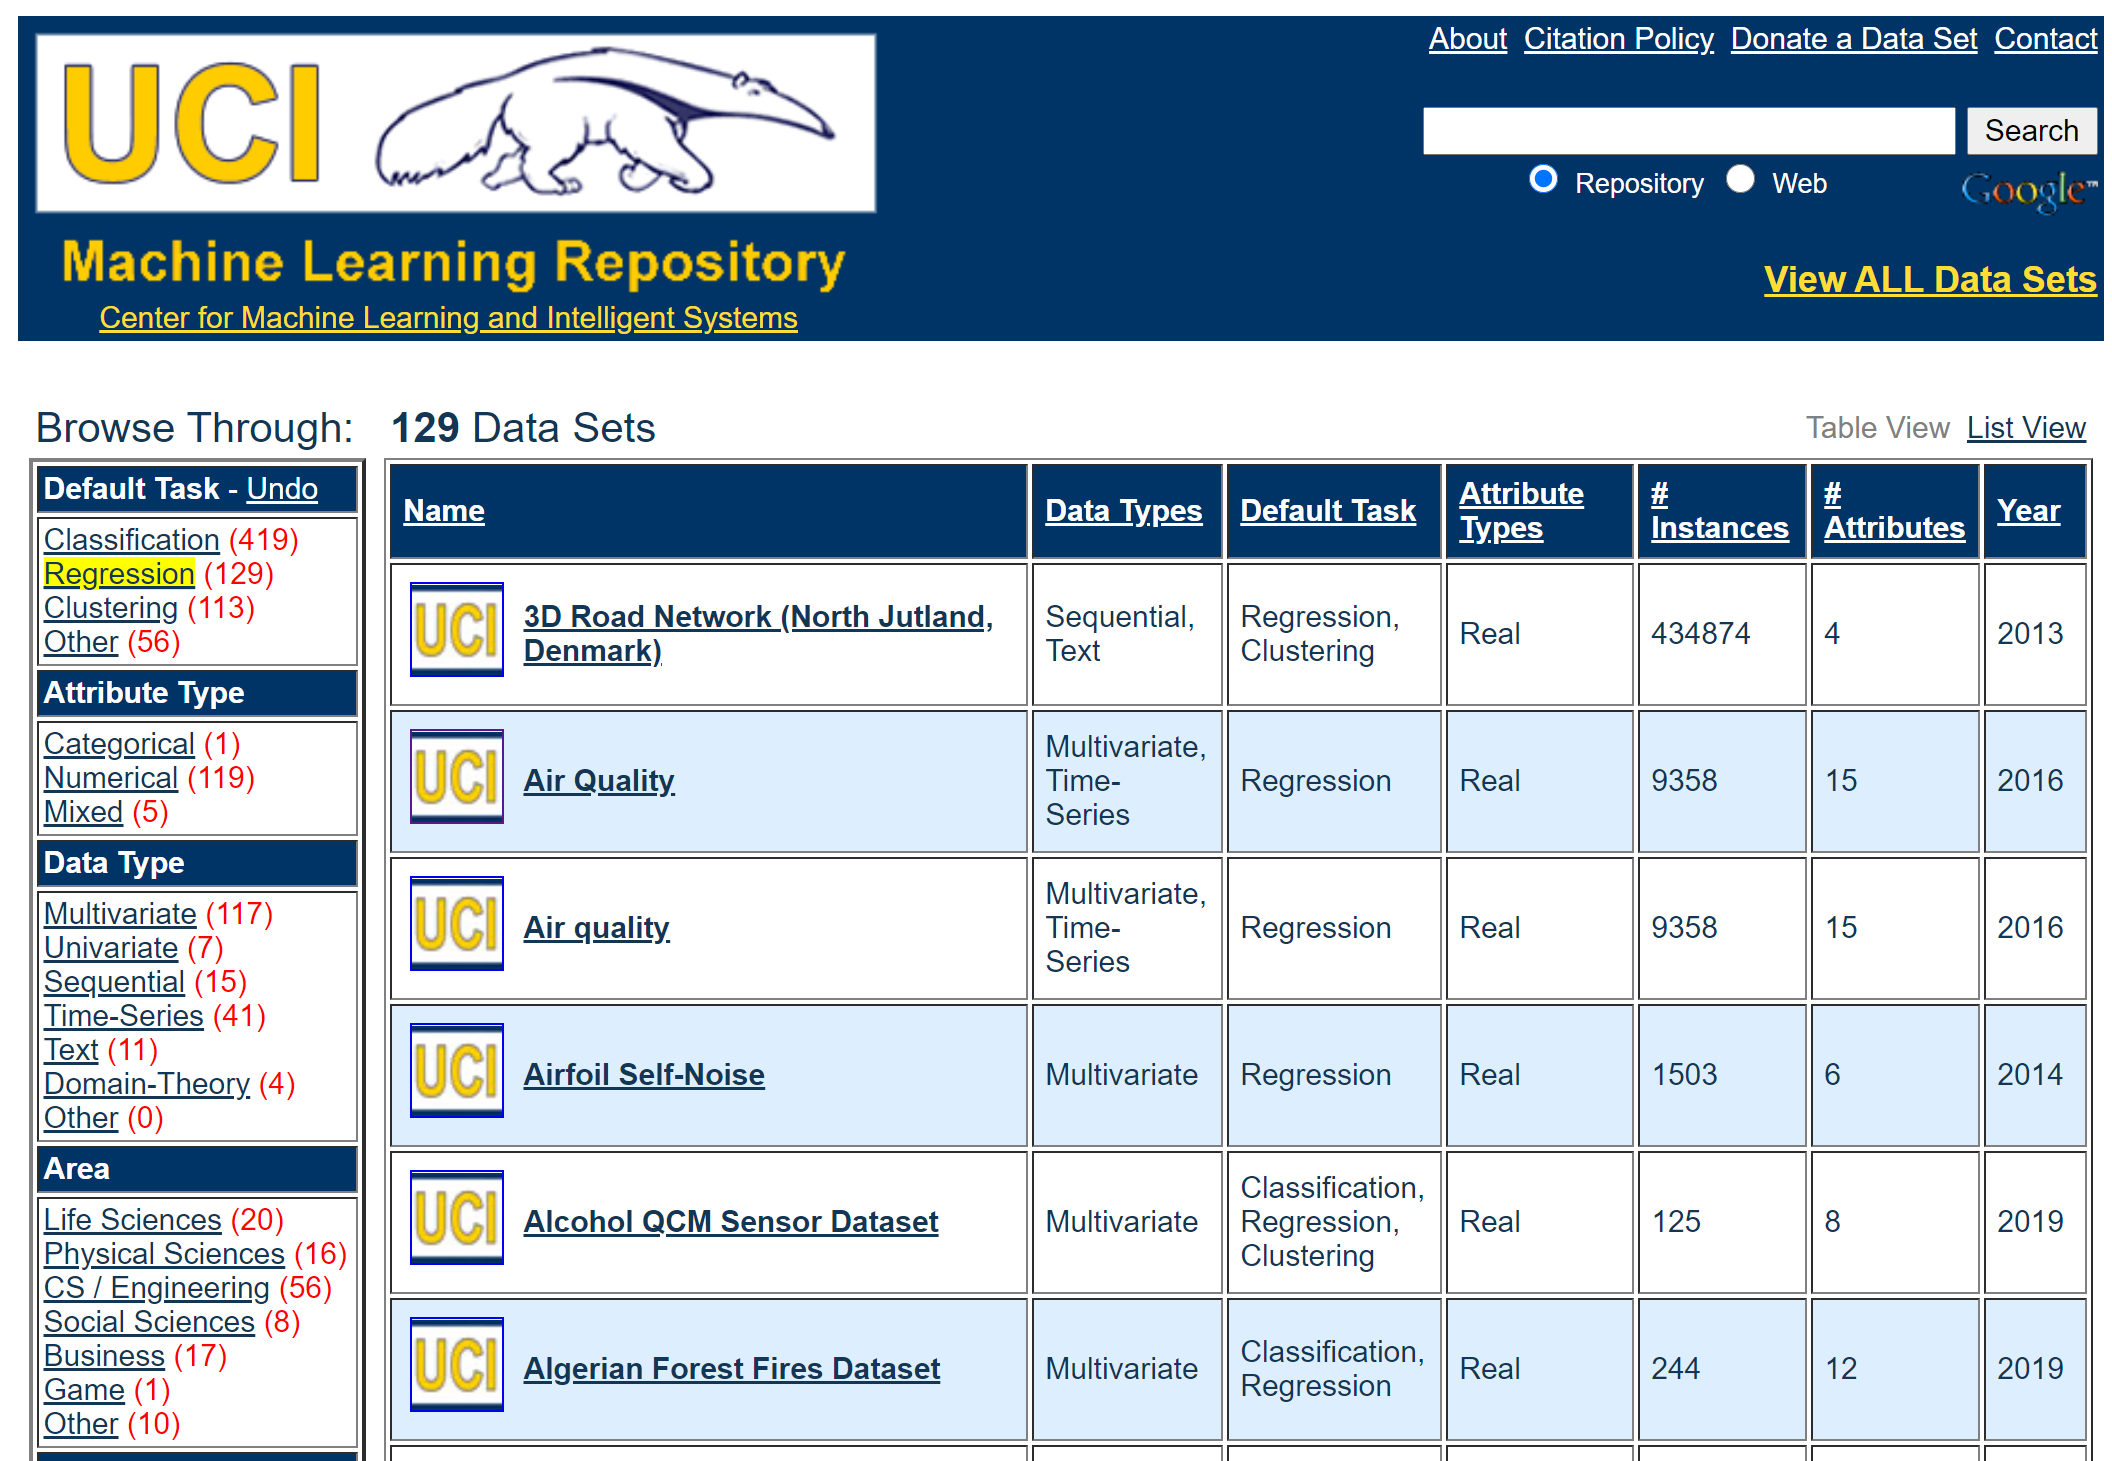 UCI
Machine Learning Repository
Center for Machine Learning and Intelligent Systems
About Citation Policy Donate a Data Set Contact
Search
Repository Web Google™
View ALL Data Sets
Browse Through:
Default Task - Undo
Classification (419)
Regression (129)
Clustering (113)
Other (56)
Attribute Type
Categorical (1)
Numerical (119)
Mixed (5)
Data Type
Multivariate (117)
Univariate (7)
Sequential (15)
Time-Series (41)
Text (11)
Domain-Theory (4)
Other (0)
Area
Life Sciences (20)
Physical Sciences (16)
CS / Engineering (56)
Social Sciences (8)
Business (17)
Game (1)
Other (10)
129 Data Sets
Table View List View
Name
Data Types
Default Task
Attribute
Types
#
Instances
#
Attributes
Year
UCI
3D Road Network (North Jutland,
Denmark)
Sequential,
Text
Regression,
Clustering
Real
434874
4
2013
UCI
Air Quality
Multivariate,
Time-
Series
Regression
Real
9358
15
2016
UCI
Air quality
Multivariate,
Time-
Series
Regression
Real
9358
15
2016
UCI
Airfoil Self-Noise
Multivariate
Regression
Real
1503
6
2014
UCI
Alcohol QCM Sensor Dataset
Multivariate
Classification,
Regression,
Clustering
Real
125
8
2019
UCI
Algerian Forest Fires Dataset
Multivariate
Classification,
Regression
Real
244
12
2019